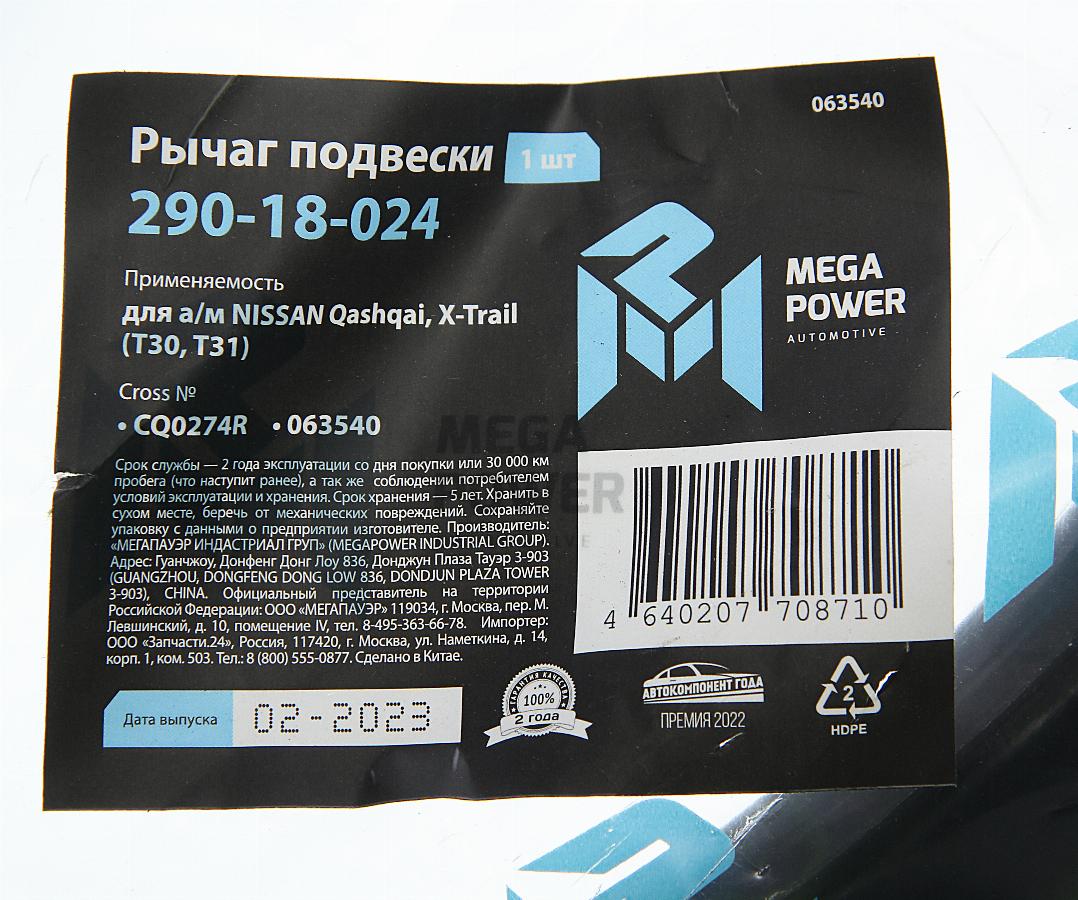 063540
Рычаг подвески 1 шт
290-18-024
Применяемость
для а/м NISSAN Qashqai, X-Trail
(T30, T31)
Cross №
• CQ0274R • 063540
MEGA
POWER
AUTOMOTIVE
Срок службы — 2 года эксплуатации со дня покупки или 30 000 км
пробега (что наступит ранее), а так же соблюдении потребителем
условий эксплуатации и хранения. Срок хранения — 5 лет. Хранить в
сухом месте, беречь от механических повреждений. Сохраняйте
упаковку с данными о предприятии изготовителе. Производитель:
«МЕГАПАУЭР ИНДАСТРИАЛ ГРУП» (MEGAPOWER INDUSTRIAL GROUP).
Адрес: Гуанчжоу, Донфенг Донг Лоу 836, Донджун Плаза Тауэр 3-903
(GUANGZHOU, DONGFENG DONG LOW 836, DONDJUN PLAZA TOWER
3-903), CHINA. Официальный представитель на территории
Российской Федерации: ООО «МЕГАПАУЭР» 119034, г. Москва, пер. М.
Левшинский, д. 10, помещение IV, тел. 8-495-363-66-78. Импортер:
ООО «Запчасти.24», Россия, 117420, г. Москва, ул. Наметкина, д. 14,
корп. 1, ком. 503. Тел.: 8 (800) 555-0877. Сделано в Китае.
4 640207 708710
Дата выпуска 02-2023
ГАРАНТИЯ КАЧЕСТВА
100%
2 года
АВТОКОМПОНЕНТ ГОДА
ПРЕМИЯ 2022
2
HDPE